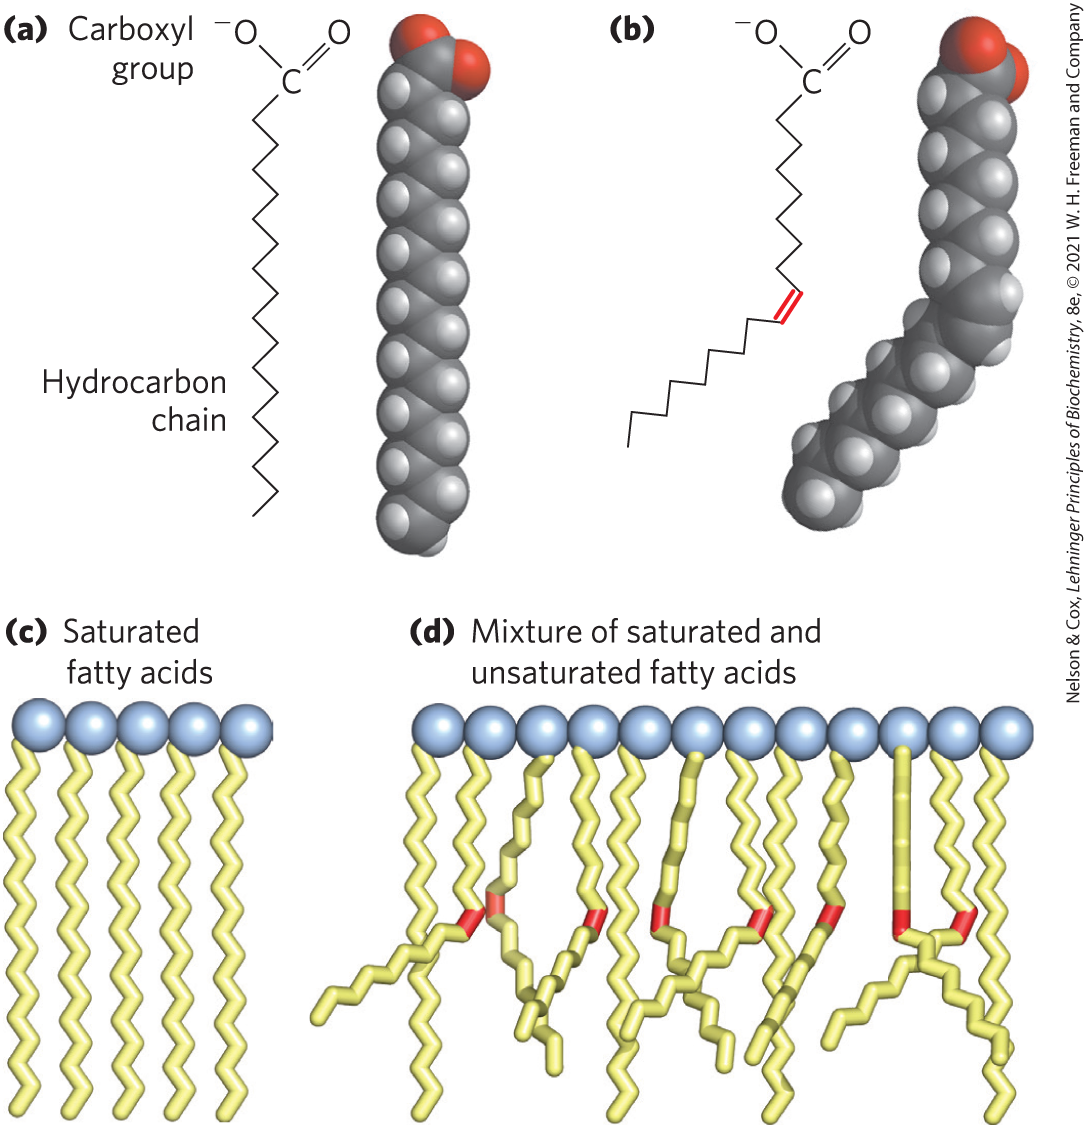 (a) Carboxyl
group
⁻O
O
C
Hydrocarbon
chain
(b)
⁻O
O
C
(c) Saturated
fatty acids
(d) Mixture of saturated and
unsaturated fatty acids
Nelson & Cox, Lehninger Principles of Biochemistry, 8e, © 2021 W. H. Freeman and Company